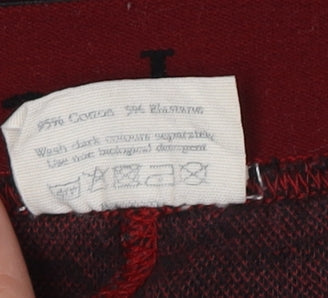 95% Cotton 5% Elastane
Wash dark colours separately
Use non biological detergent